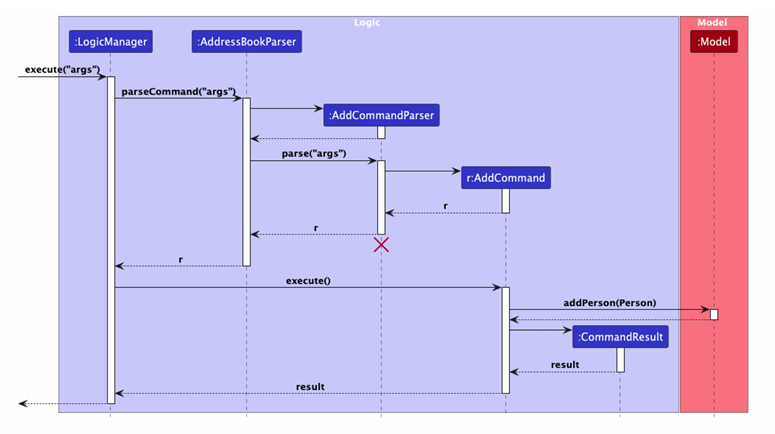 Logic
Model
:LogicManager
:AddressBookParser
:Model
execute("args")
parseCommand("args")
:AddCommandParser
parse("args")
r:AddCommand
r
r
r
execute()
addPerson(Person)
:CommandResult
result
result